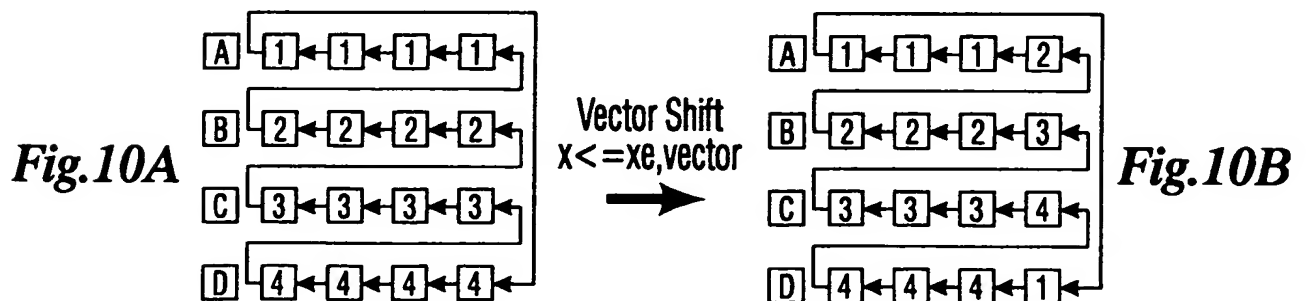 Fig.10A
A 1 1 1 1
B 2 2 2 2
C 3 3 3 3
D 4 4 4 4
Vector Shift
x<=xe,vector
A 1 1 1 2
B 2 2 2 3
C 3 3 3 4
D 4 4 4 1
Fig.10B